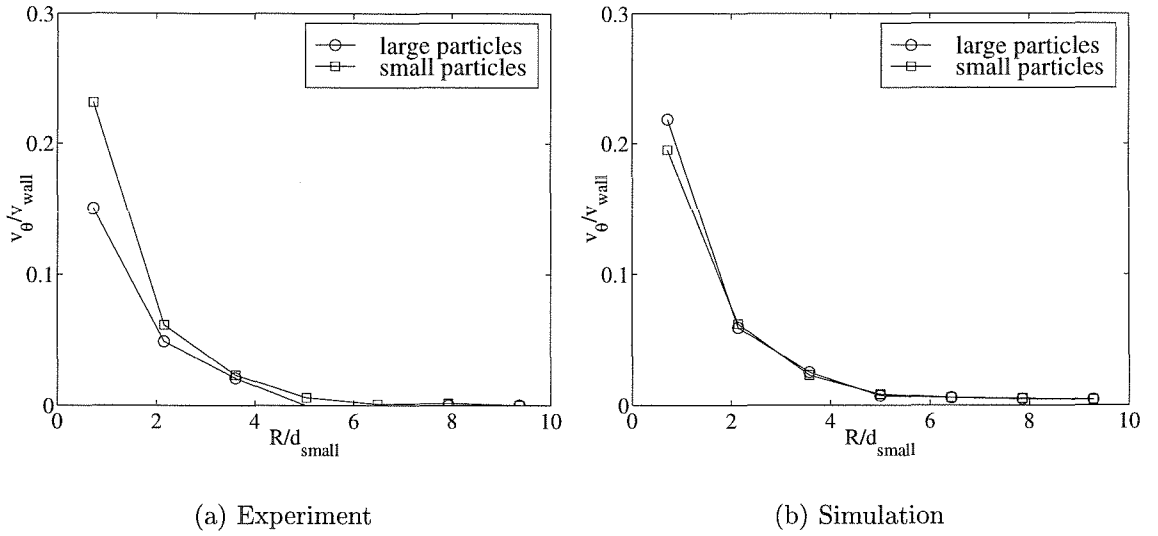 0.3
0.2
0.1
0
v_θ/v_wall
0 2 4 6 8 10
R/d_small
large particles
small particles
(a) Experiment
0.3
0.2
0.1
0
v_θ/v_wall
0 2 4 6 8 10
R/d_small
large particles
small particles
(b) Simulation